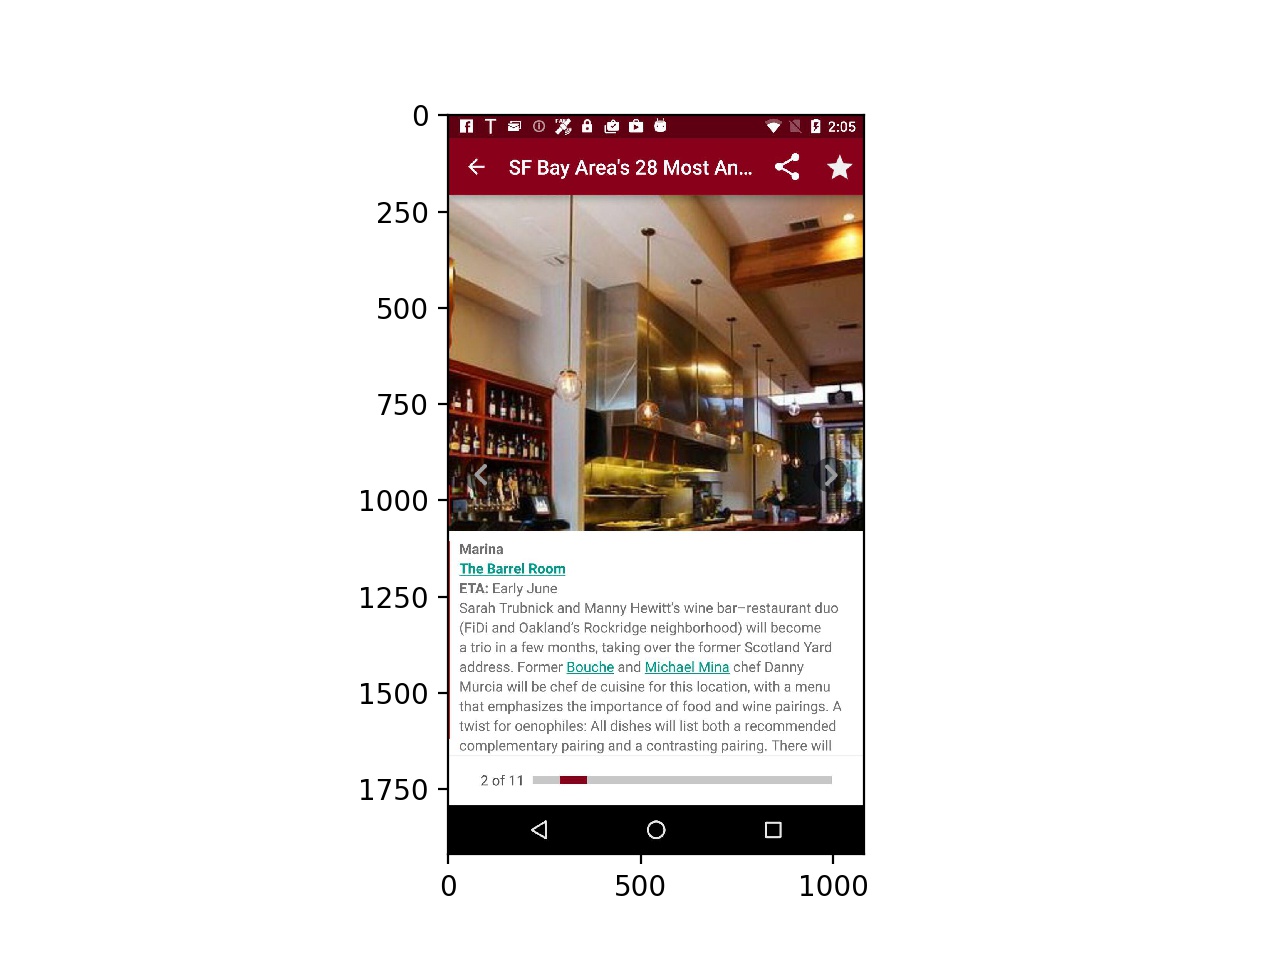 0
250
500
750
1000
1250
1500
1750
0
500
1000
2:05
SF Bay Area's 28 Most An...
Marina
The Barrel Room
ETA: Early June
Sarah Trubnick and Manny Hewitt's wine bar–restaurant duo
(FiDi and Oakland's Rockridge neighborhood) will become
a trio in a few months, taking over the former Scotland Yard
address. Former Bouche and Michael Mina chef Danny
Murcia will be chef de cuisine for this location, with a menu
that emphasizes the importance of food and wine pairings. A
twist for oenophiles: All dishes will list both a recommended
complementary pairing and a contrasting pairing. There will
2 of 11